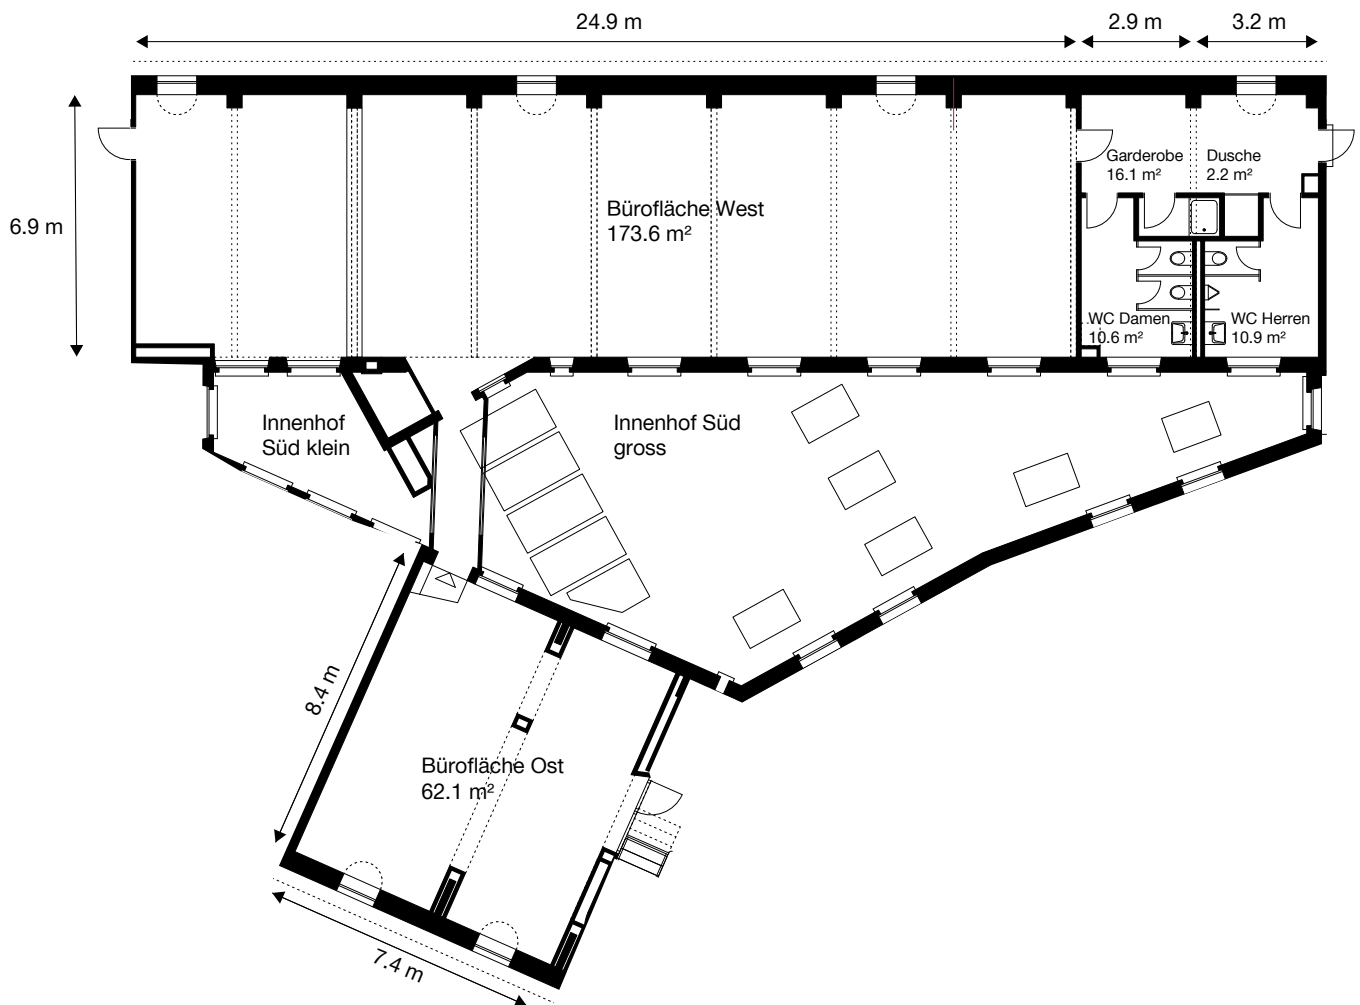 24.9 m
2.9 m
3.2 m
6.9 m
Garderobe
16.1 m²
Dusche
2.2 m²
Bürofläche West
173.6 m²
WC Damen
10.6 m²
WC Herren
10.9 m²
Innenhof
Süd klein
Innenhof Süd
gross
8.4 m
Bürofläche Ost
62.1 m²
7.4 m